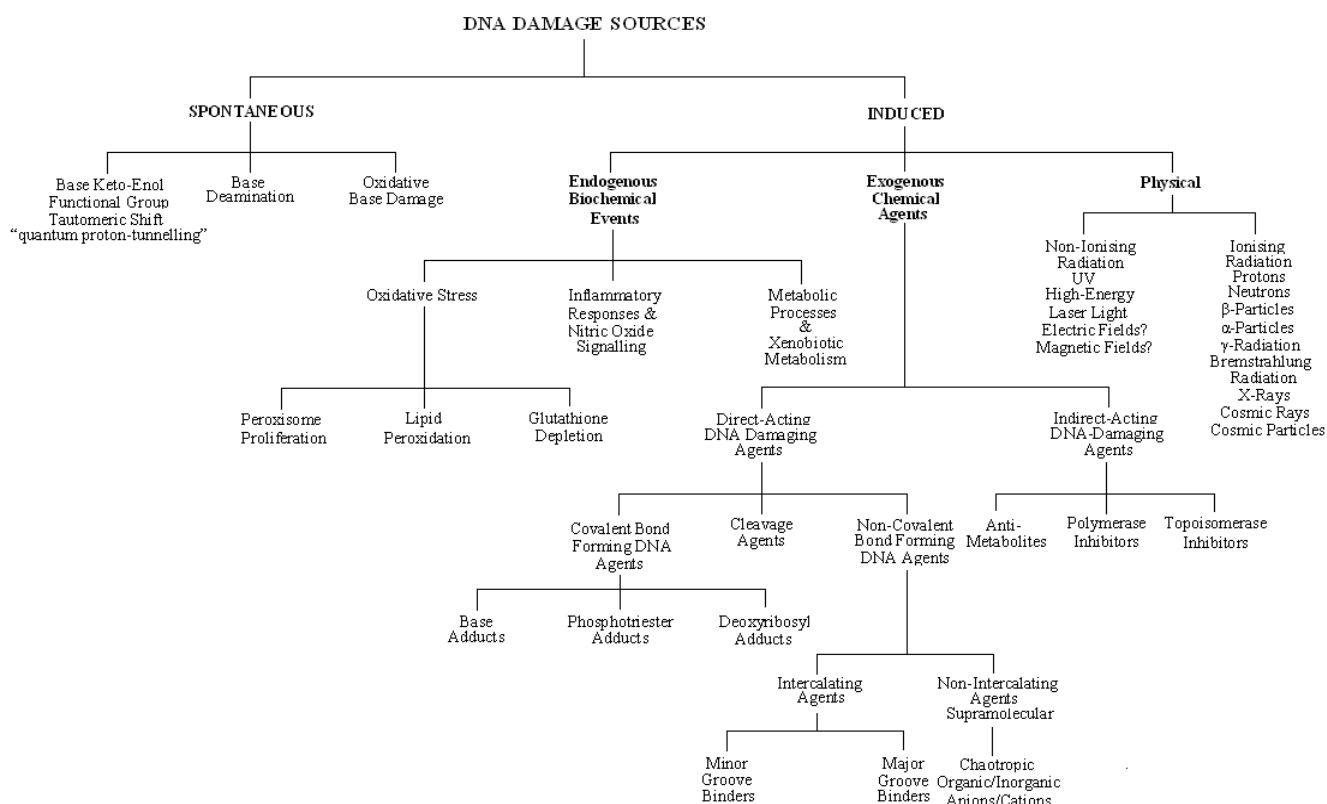 DNA DAMAGE SOURCES
SPONTANEOUS
INDUCED
Base Keto-Enol
Functional Group
Tautomeric Shift
“quantum proton-tunnelling”
Base
Deamination
Oxidative
Base Damage
Endogenous
Biochemical
Events
Exogenous
Chemical
Agents
Physical
Oxidative Stress
Inflammatory
Responses &
Nitric Oxide
Signalling
Metabolic
Processes
&
Xenobiotic
Metabolism
Non-Ionising
Radiation
UV
High-Energy
Laser Light
Electric Fields?
Magnetic Fields?
Ionising
Radiation
Protons
Neutrons
β-Particles
α-Particles
γ-Radiation
Bremstrahlung
Radiation
X-Rays
Cosmic Rays
Cosmic Particles
Peroxisome
Proliferation
Lipid
Peroxidation
Glutathione
Depletion
Direct-Acting
DNA Damaging
Agents
Indirect-Acting
DNA-Damaging
Agents
Covalent Bond
Forming DNA
Agents
Cleavage
Agents
Non-Covalent
Bond Forming
DNA Agents
Anti-
Metabolites
Polymerase
Inhibitors
Topoisomerase
Inhibitors
Base
Adducts
Phosphotriester
Adducts
Deoxyribosyl
Adducts
Intercalating
Agents
Non-Intercalating
Agents
Supramolecular
Minor
Groove
Binders
Major
Groove
Binders
Chaotropic
Organic/Inorganic
Anions/Cations